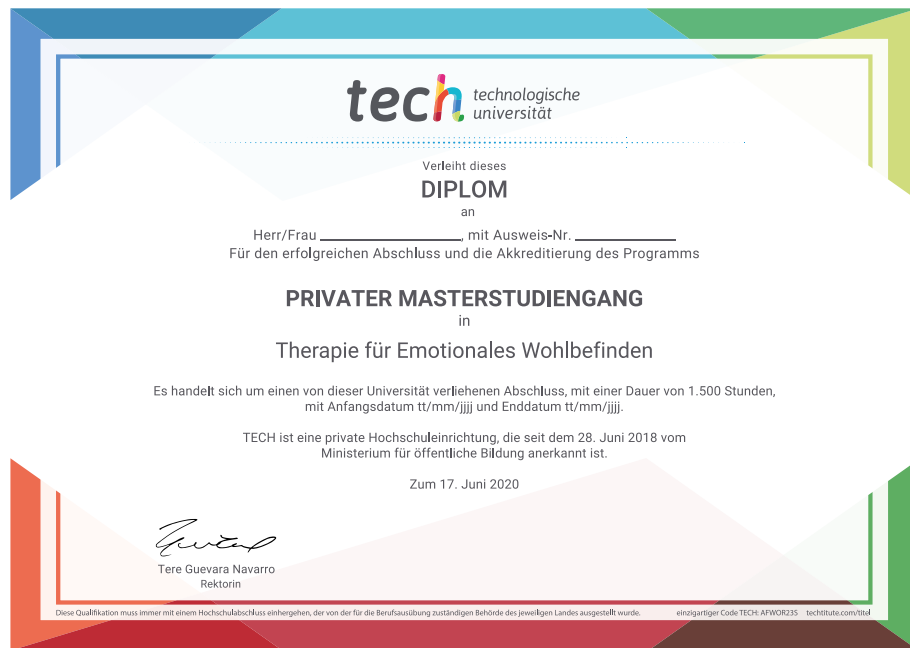 tech technologische
universität
Verleiht dieses
DIPLOM
an
Herr/Frau ____________, mit Ausweis-Nr. ____________
Für den erfolgreichen Abschluss und die Akkreditierung des Programms
PRIVATER MASTERSTUDIENGANG
in
Therapie für Emotionales Wohlbefinden
Es handelt sich um einen von dieser Universität verliehenen Abschluss, mit einer Dauer von 1.500 Stunden,
mit Anfangsdatum tt/mm/jjjj und Enddatum tt/mm/jjjj.
TECH ist eine private Hochschuleinrichtung, die seit dem 28. Juni 2018 vom
Ministerium für öffentliche Bildung anerkannt ist.
Zum 17. Juni 2020
Tere Guevara Navarro
Rektorin
Diese Qualifikation muss immer mit einem Hochschulabschluss einhergehen, der von der für die Berufsausübung zuständigen Behörde des jeweiligen Landes ausgestellt wurde. einzigartiger Code TECH: AFWOR23S techtitute.com/titel